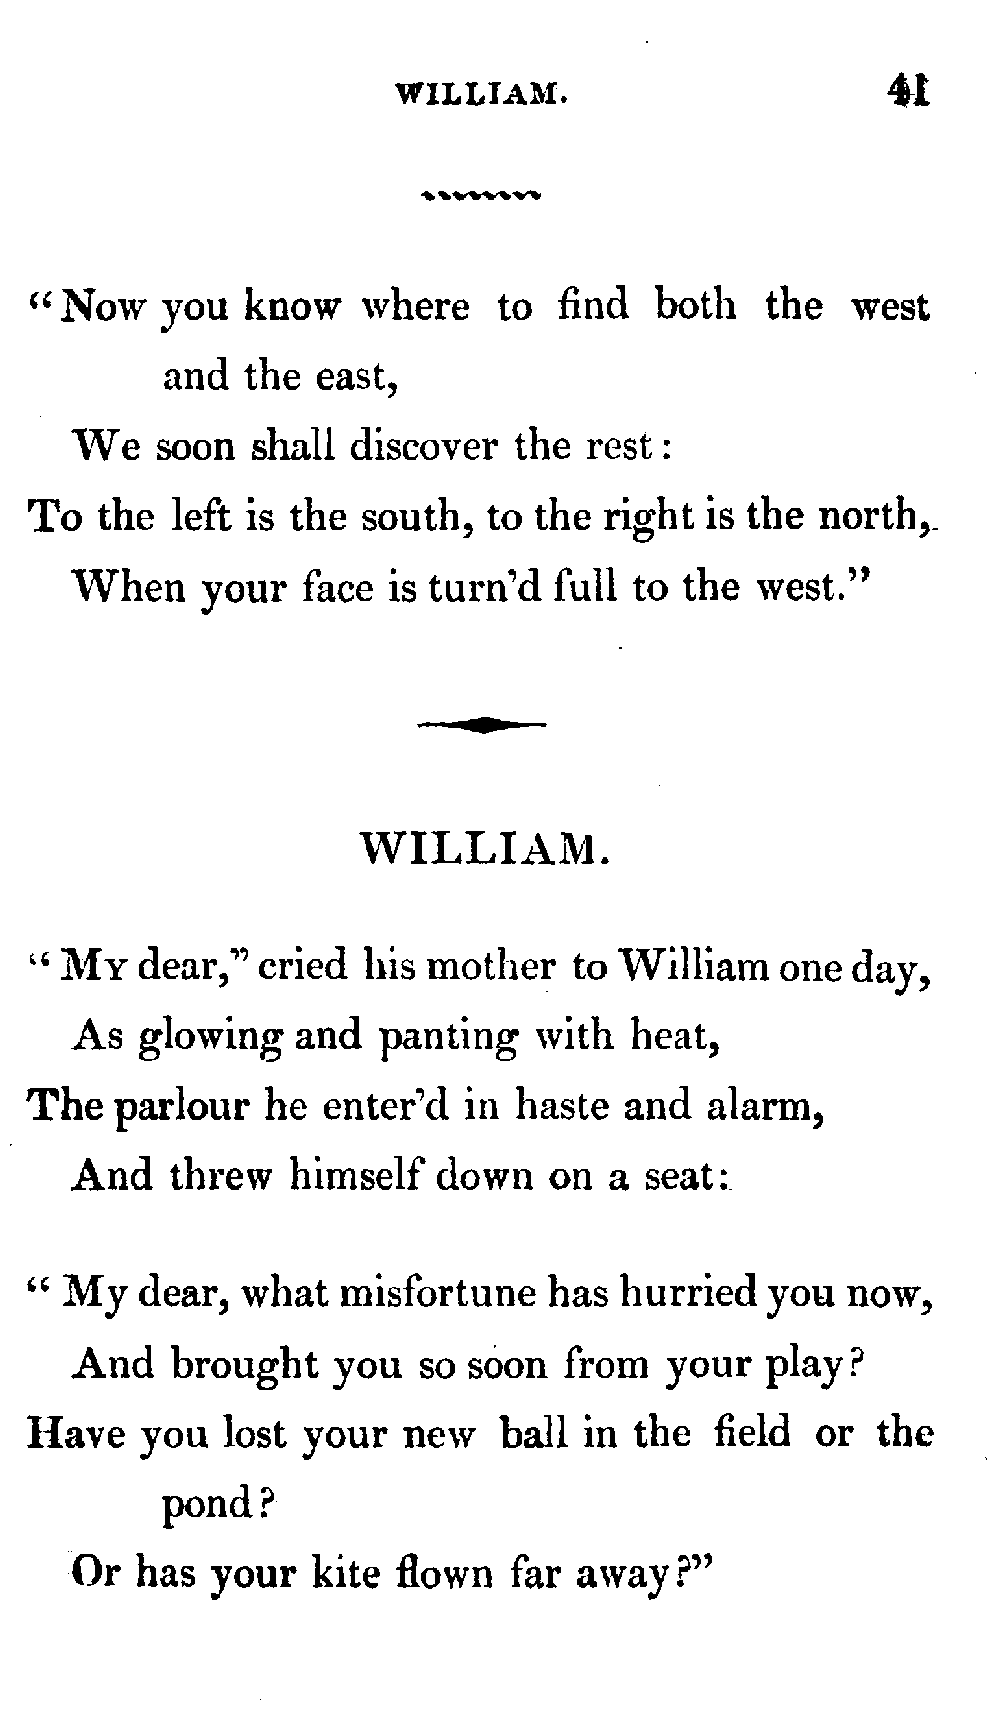 WILLIAM. 41
“Now you know where to find both the west
and the east,
We soon shall discover the rest:
To the left is the south, to the right is the north,
When your face is turn’d full to the west.”
WILLIAM.
“My dear,” cried his mother to William one day,
As glowing and panting with heat,
The parlour he enter’d in haste and alarm,
And threw himself down on a seat:
“My dear, what misfortune has hurried you now,
And brought you so soon from your play?
Have you lost your new ball in the field or the
pond?
Or has your kite flown far away?”